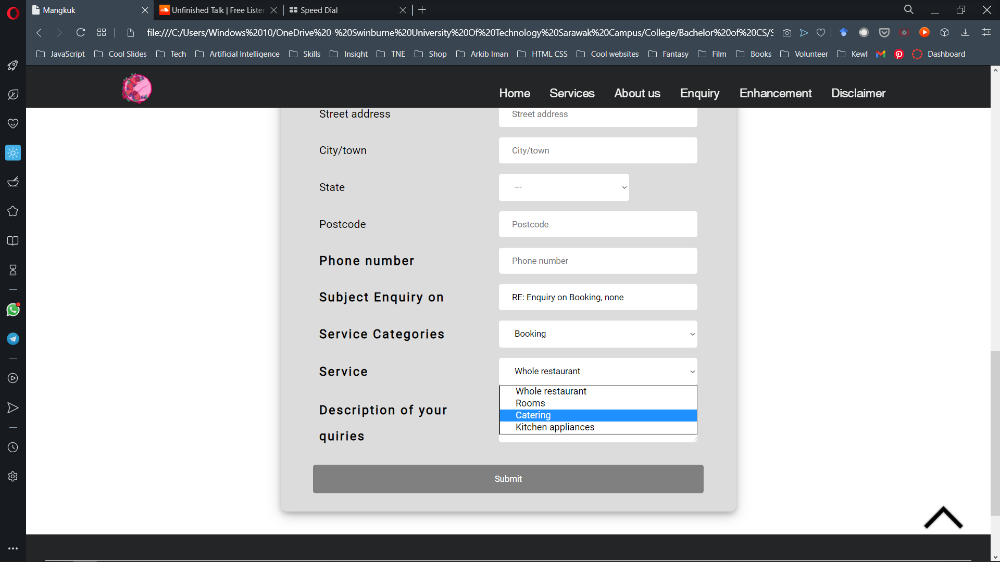 Mangkuk
Unfinished Talk | Free Listen
Speed Dial
file:///C:/Users/Windows%2010/OneDrive%20-%20Swinburne%20University%20Of%20Technology%20Sarawak%20Campus/College/Bachelor%20of%20CS/S
JavaScript Cool Slides Tech Artificial Intelligence Skills Insight TNE Shop Arkib Iman HTML CSS Cool websites Fantasy Film Books Volunteer Kewl Dashboard
Home Services About us Enquiry Enhancement Disclaimer
Street address Street address
City/town City/town
State ---
Postcode Postcode
Phone number Phone number
Subject Enquiry on RE: Enquiry on Booking, none
Service Categories Booking
Service Whole restaurant
Whole restaurant
Rooms
Catering
Kitchen appliances
Description of your
quiries
Submit